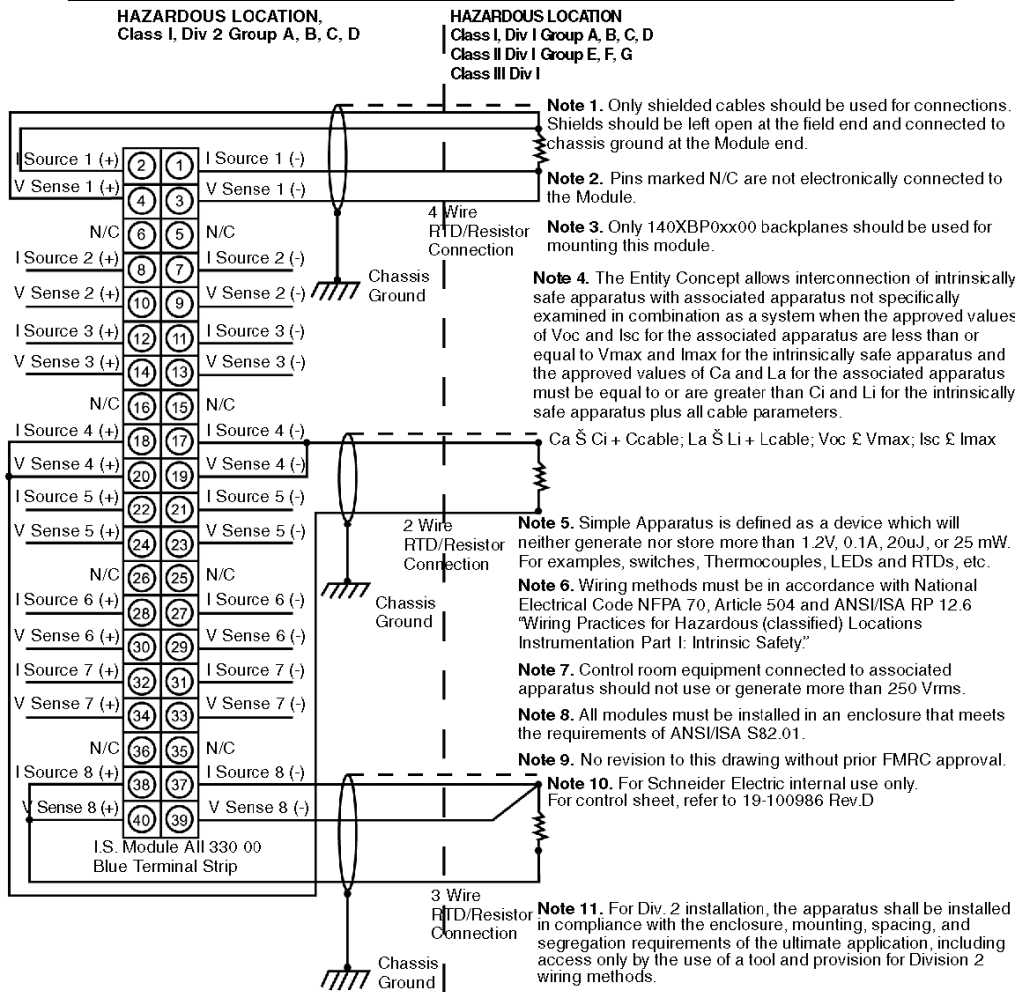 HAZARDOUS LOCATION,
Class I, Div 2 Group A, B, C, D
HAZARDOUS LOCATION
Class I, Div I Group A, B, C, D
Class II Div I Group E, F, G
Class III Div I
Note 1. Only shielded cables should be used for connections.
Shields should be left open at the field end and connected to
chassis ground at the Module end.
Note 2. Pins marked N/C are not electronically connected to
the Module.
Note 3. Only 140XBP0xx00 backplanes should be used for
mounting this module.
Note 4. The Entity Concept allows interconnection of intrinsically
safe apparatus with associated apparatus not specifically
examined in combination as a system when the approved values
of Voc and Isc for the associated apparatus are less than or
equal to Vmax and Imax for the intrinsically safe apparatus and
the approved values of Ca and La for the associated apparatus
must be equal to or are greater than Ci and Li for the intrinsically
safe apparatus plus all cable parameters.
Ca Š Ci + Ccable; La Š Li + Lcable; Voc £ Vmax; Isc £ Imax
Note 5. Simple Apparatus is defined as a device which will
neither generate nor store more than 1.2V, 0.1A, 20uJ, or 25 mW.
For examples, switches, Thermocouples, LEDs and RTDs, etc.
Note 6. Wiring methods must be in accordance with National
Electrical Code NFPA 70, Article 504 and ANSI/ISA RP 12.6
“Wiring Practices for Hazardous (classified) Locations
Instrumentation Part I: Intrinsic Safety.”
Note 7. Control room equipment connected to associated
apparatus should not use or generate more than 250 Vrms.
Note 8. All modules must be installed in an enclosure that meets
the requirements of ANSI/ISA S82.01.
Note 9. No revision to this drawing without prior FMRC approval.
Note 10. For Schneider Electric internal use only.
For control sheet, refer to 19-100986 Rev.D
Note 11. For Div. 2 installation, the apparatus shall be installed
in compliance with the enclosure, mounting, spacing, and
segregation requirements of the ultimate application, including
access only by the use of a tool and provision for Division 2
wiring methods.
I Source 1 (+) 2 1 I Source 1 (-)
V Sense 1 (+) 4 3 V Sense 1 (-)
N/C 6 5 N/C
I Source 2 (+) 8 7 I Source 2 (-)
V Sense 2 (+) 10 9 V Sense 2 (-)
I Source 3 (+) 12 11 I Source 3 (-)
V Sense 3 (+) 14 13 V Sense 3 (-)
N/C 16 15 N/C
I Source 4 (+) 18 17 I Source 4 (-)
V Sense 4 (+) 20 19 V Sense 4 (-)
I Source 5 (+) 22 21 I Source 5 (-)
V Sense 5 (+) 24 23 V Sense 5 (-)
N/C 26 25 N/C
I Source 6 (+) 28 27 I Source 6 (-)
V Sense 6 (+) 30 29 V Sense 6 (-)
I Source 7 (+) 32 31 I Source 7 (-)
V Sense 7 (+) 34 33 V Sense 7 (-)
N/C 36 35 N/C
I Source 8 (+) 38 37 I Source 8 (-)
V Sense 8 (+) 40 39 V Sense 8 (-)
I.S. Module AII 330 00
Blue Terminal Strip
4 Wire
RTD/Resistor
Connection
Chassis
Ground
2 Wire
RTD/Resistor
Connection
Chassis
Ground
3 Wire
RTD/Resistor
Connection
Chassis
Ground